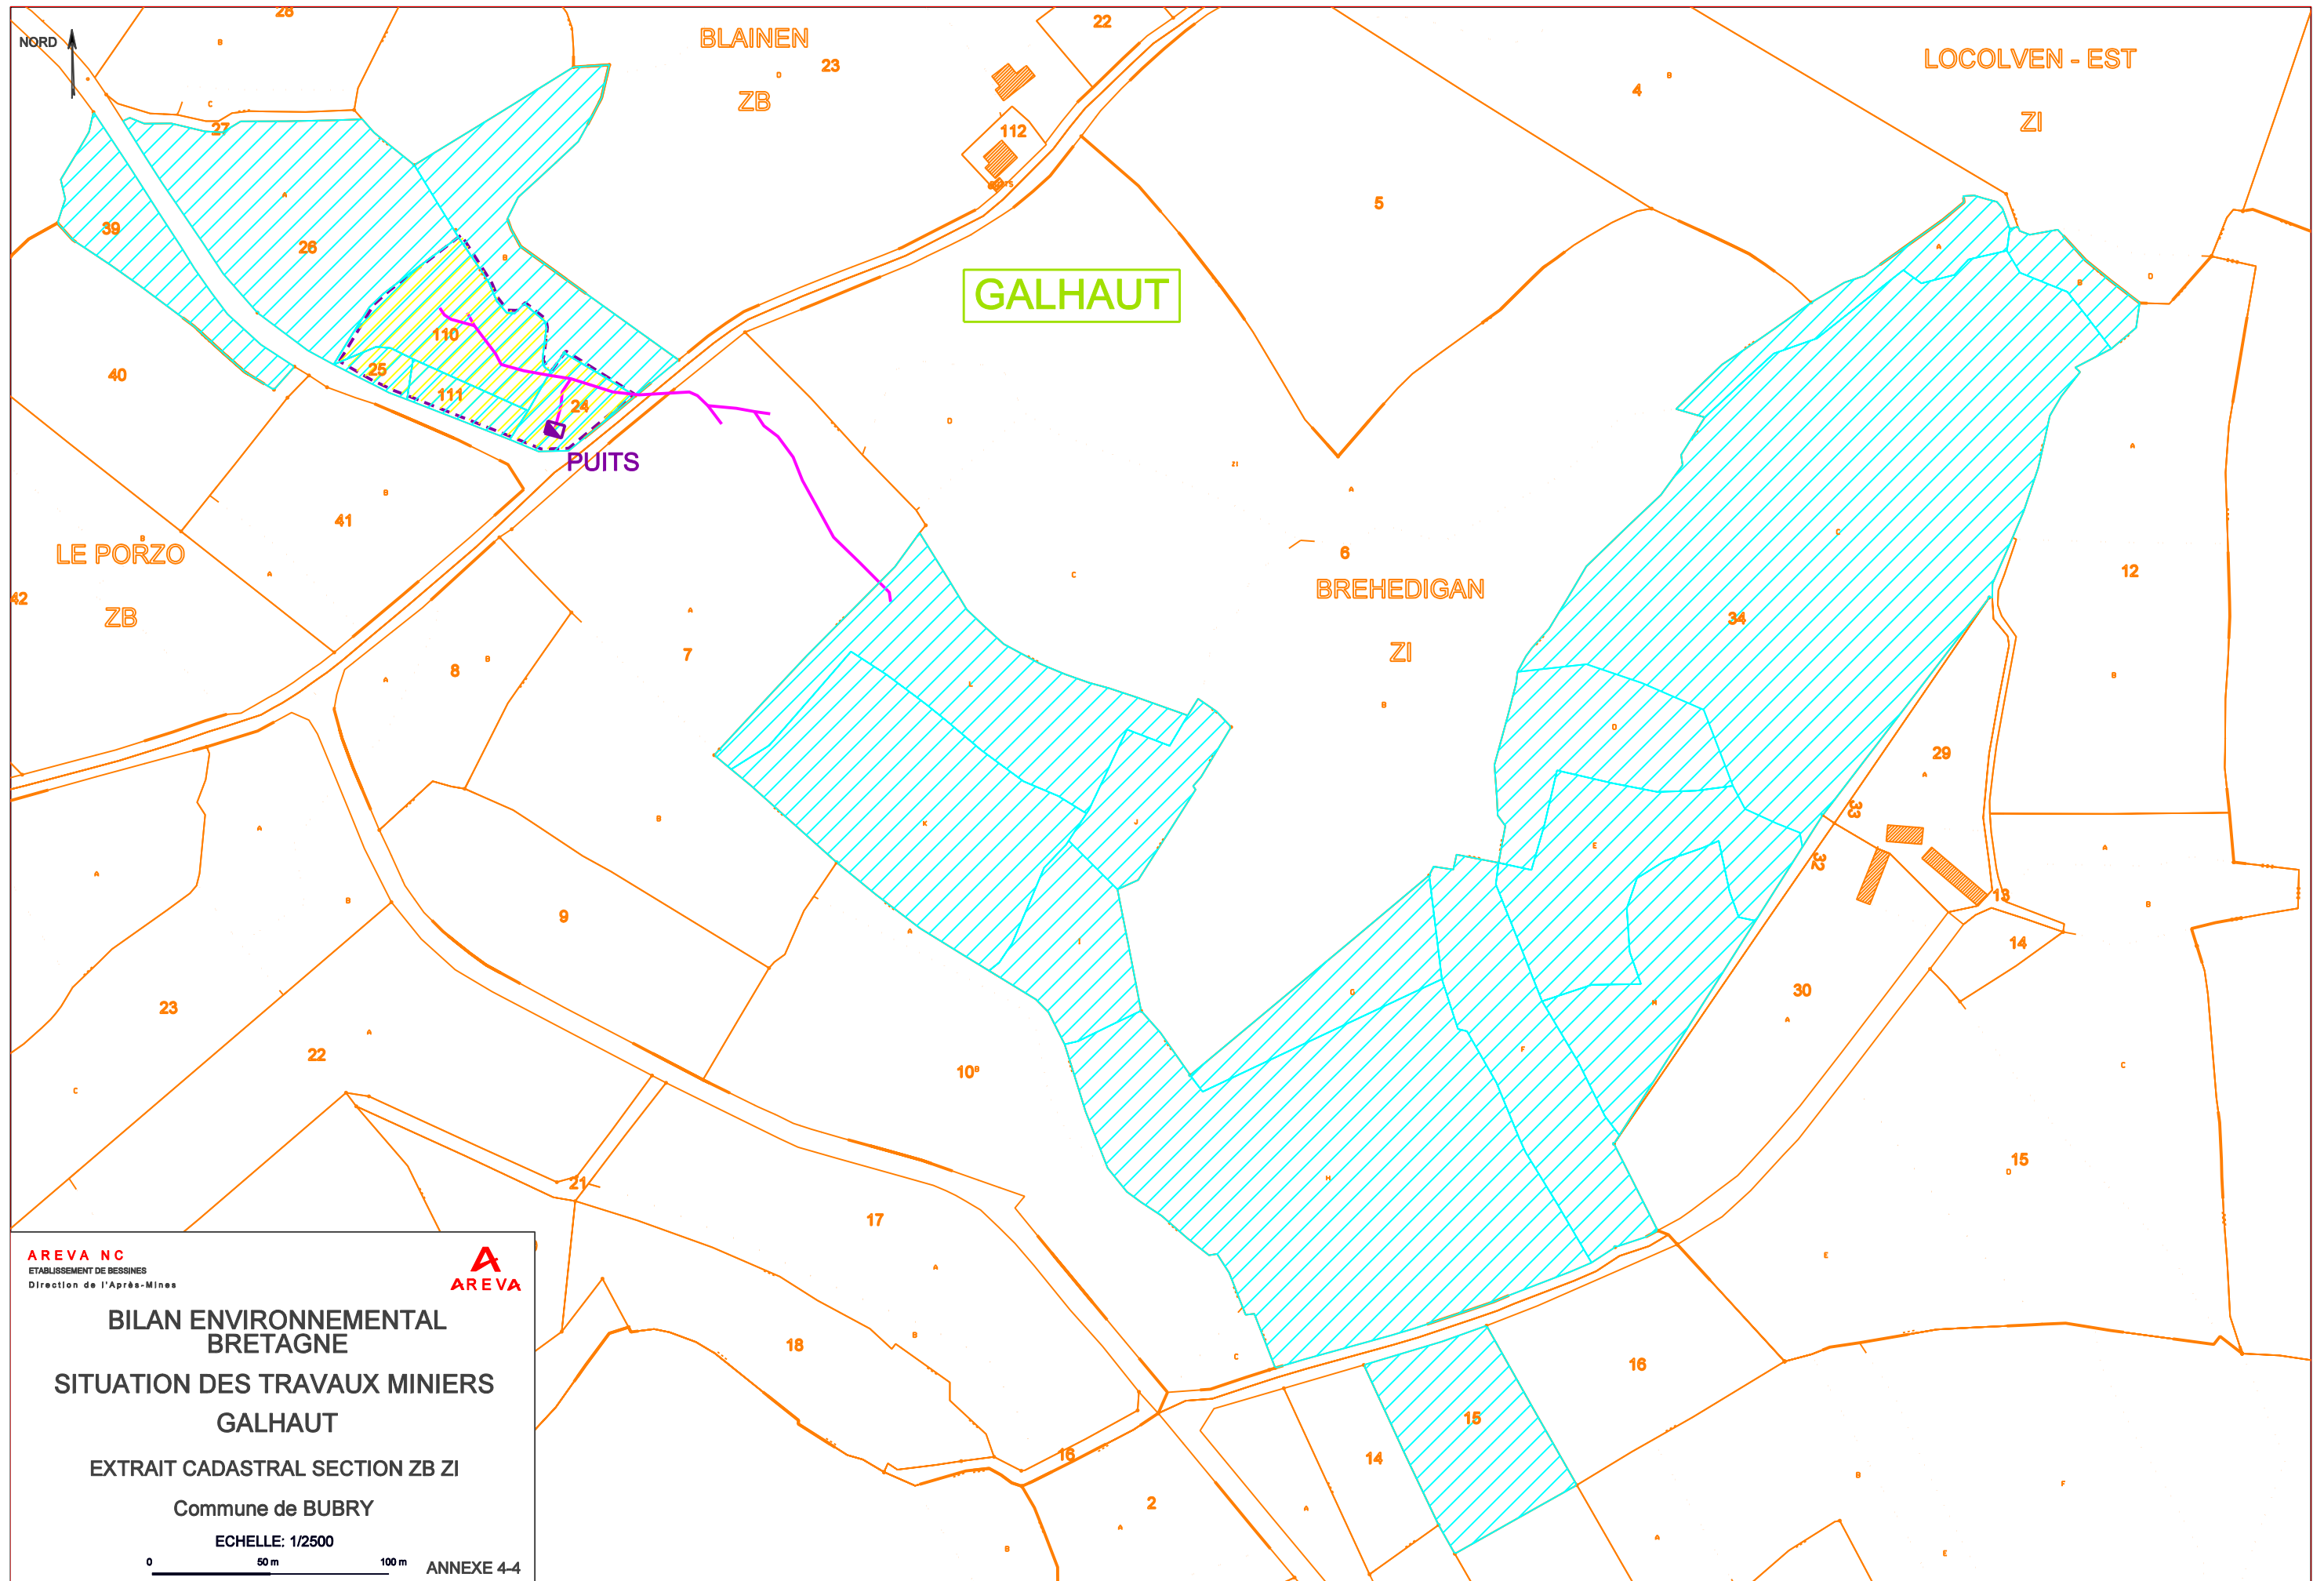 NORD
28
B
C
27
BLAINEN
23
D
ZB
22
112
4
B
LOCOLVEN - EST
ZI
D
39
A
26
B
40
110
25
111
24
PUITS
GALHAUT
5
ZI
A
A
B
A
12
B
41
B
B
LE PORZO
A
ZB
42
D
C
6
BREHEDIGAN
ZI
B
C
34
A
7
8
B
A
B
L
K
J
I
D
E
29
A
33
32
13
14
A
B
A
A
B
23
C
22
A
9
A
10B
G
F
H
H
30
A
C
15
D
E
21
17
A
18
B
C
16
16
15
14
A
2
A
B
B
F
A
E
AREVA NC
ETABLISSEMENT DE BESSINES
Direction de l'Après-Mines
AREVA
BILAN ENVIRONNEMENTAL
BRETAGNE
SITUATION DES TRAVAUX MINIERS
GALHAUT
EXTRAIT CADASTRAL SECTION ZB ZI
Commune de BUBRY
ECHELLE: 1/2500
0 50 m 100 m
ANNEXE 4-4